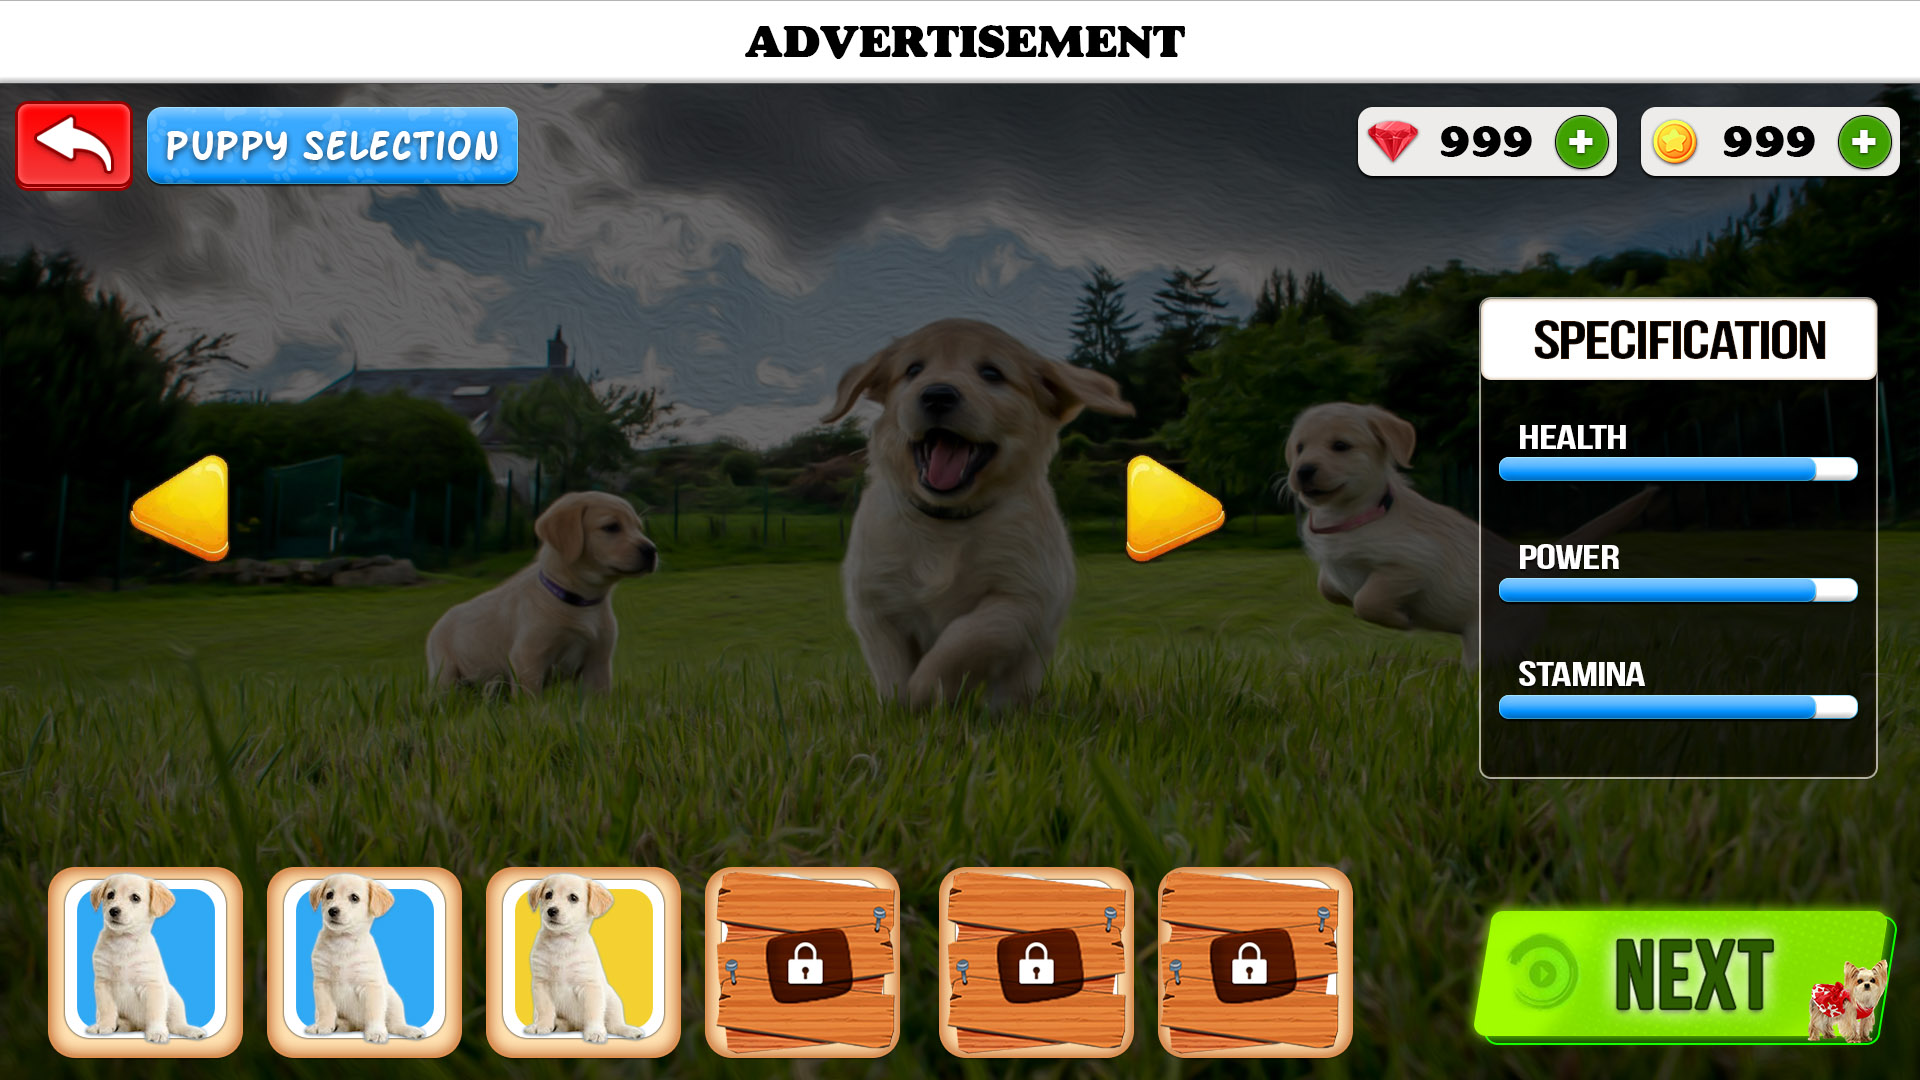 ADVERTISEMENT
PUPPY SELECTION
999
999
SPECIFICATION
HEALTH
POWER
STAMINA
NEXT